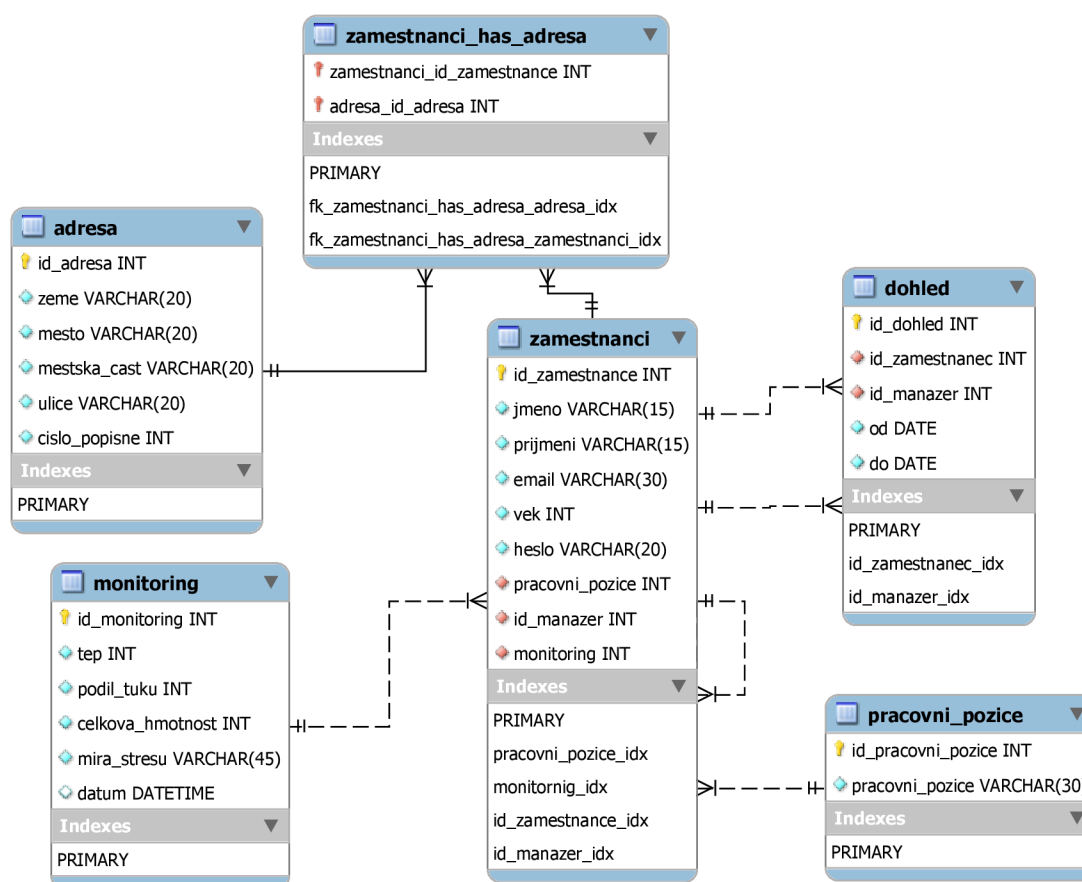 zamestnanci_has_adresa
zamestnanci_id_zamestnance INT
adresa_id_adresa INT
Indexes
PRIMARY
fk_zamestnanci_has_adresa_adresa_idx
fk_zamestnanci_has_adresa_zamestnanci_idx
adresa
id_adresa INT
zeme VARCHAR(20)
mesto VARCHAR(20)
mestska_cast VARCHAR(20)
ulice VARCHAR(20)
cislo_popisne INT
Indexes
PRIMARY
zamestnanci
id_zamestnance INT
jmeno VARCHAR(15)
prijmeni VARCHAR(15)
email VARCHAR(30)
vek INT
heslo VARCHAR(20)
pracovni_pozice INT
id_manazer INT
monitoring INT
Indexes
PRIMARY
pracovni_pozice_idx
monitornig_idx
id_zamestnance_idx
id_manazer_idx
dohled
id_dohled INT
id_zamestnanec INT
id_manazer INT
od DATE
do DATE
Indexes
PRIMARY
id_zamestnanec_idx
id_manazer_idx
monitoring
id_monitoring INT
tep INT
podil_tuku INT
celkova_hmotnost INT
mira_stresu VARCHAR(45)
datum DATETIME
Indexes
PRIMARY
pracovni_pozice
id_pracovni_pozice INT
pracovni_pozice VARCHAR(30
Indexes
PRIMARY